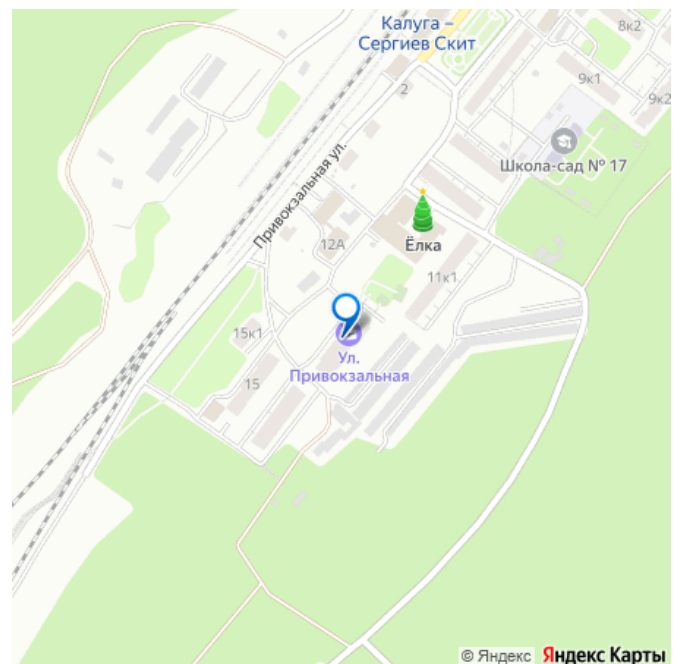 Калуга –
Сергиев Скит
8к2
9к1
9к2
2
Школа-сад № 17
Привокзальная ул.
12А
Ёлка
11к1
15к1
Ул.
Привокзальная
15
© Яндекс Яндекс Карты